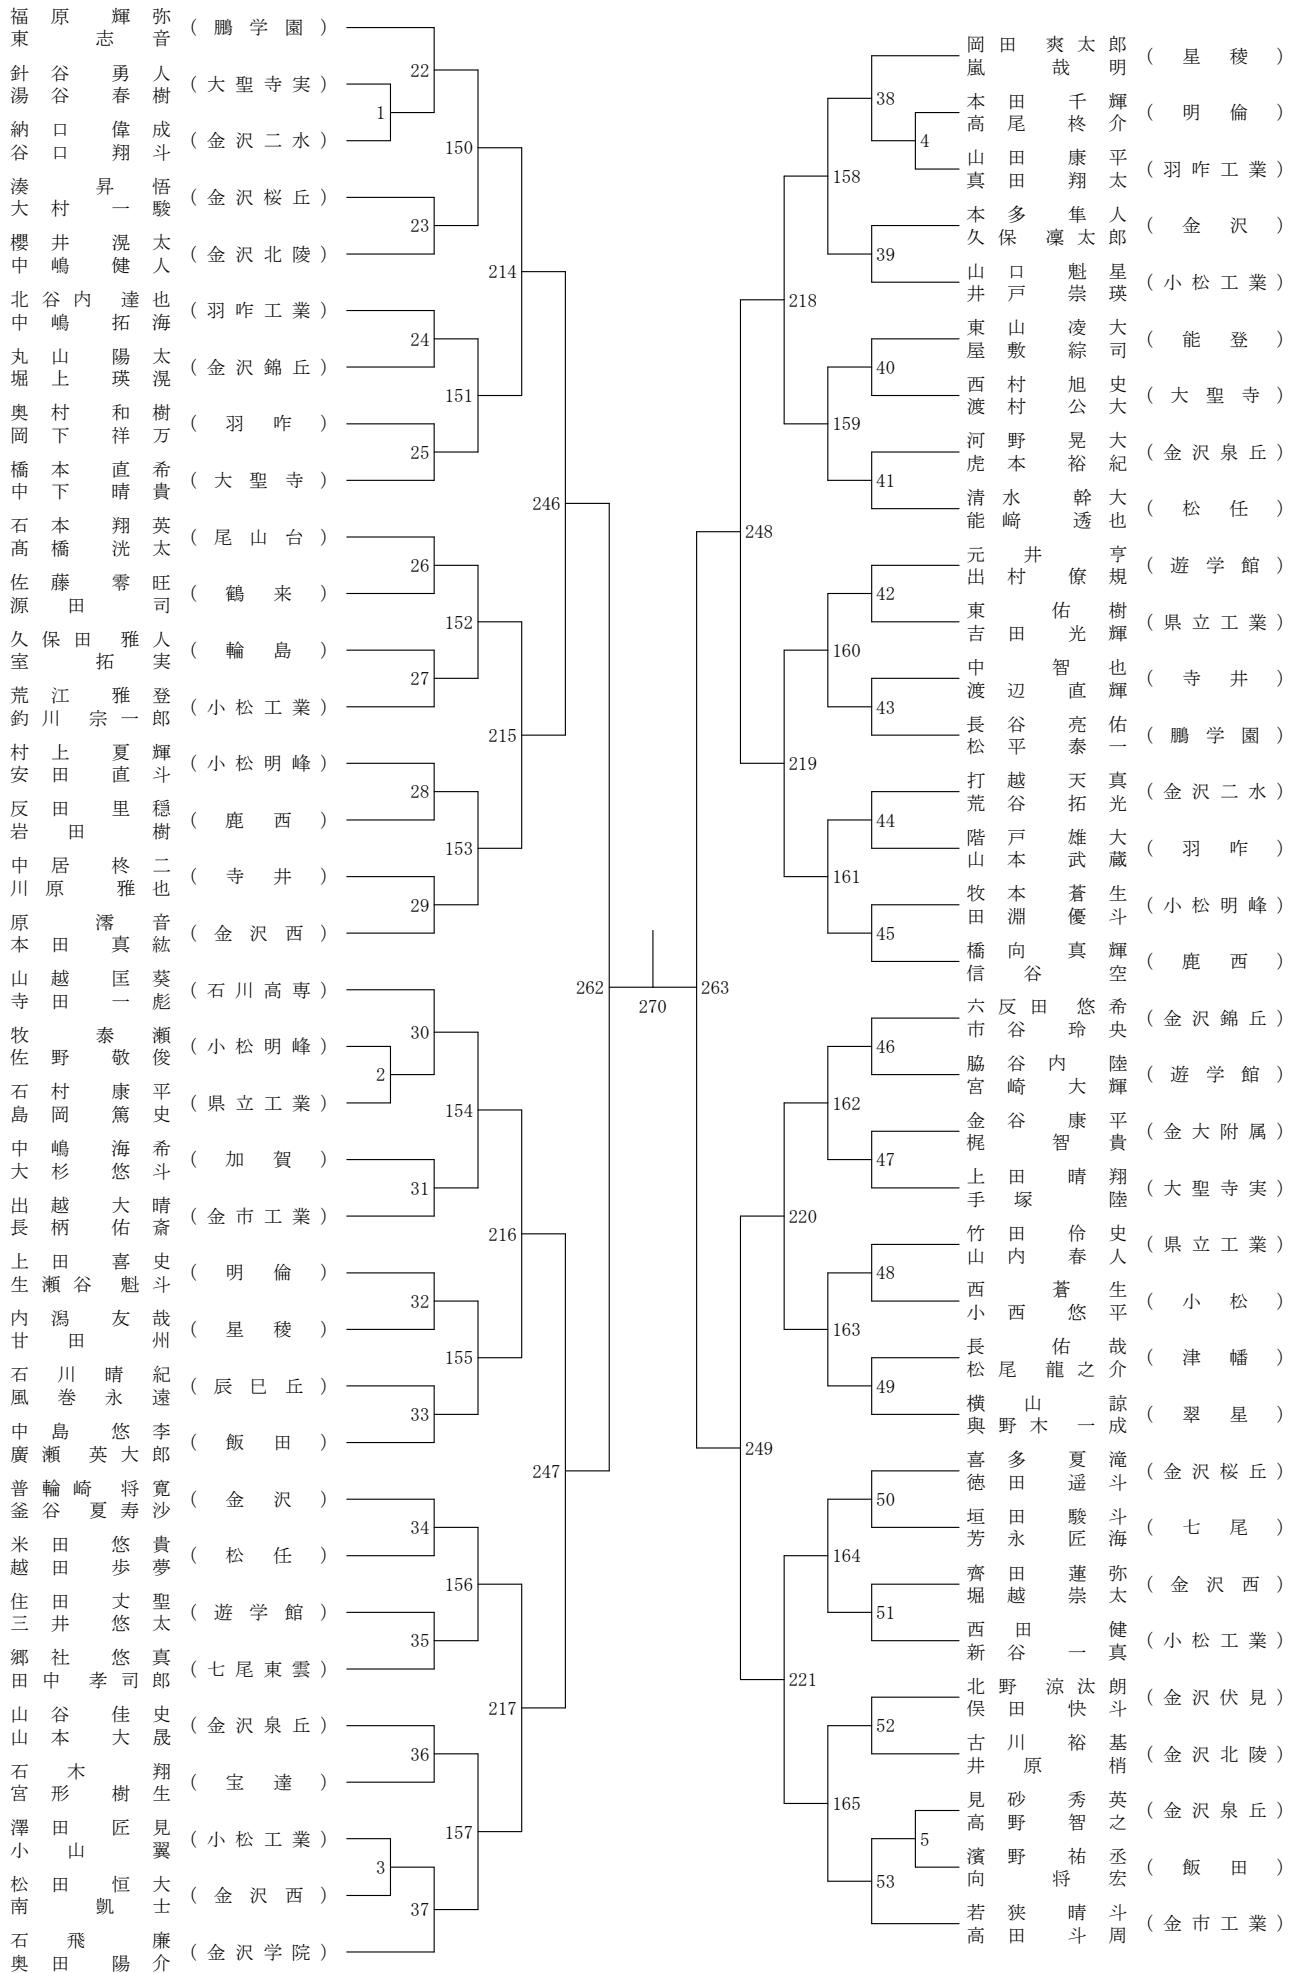 福原輝弥
東志音
(鵬学園)
針谷勇人
湯谷春樹
(大聖寺実)
納口偉成
谷口翔斗
(金沢二水)
湊昇悟
大村一駿
(金沢桜丘)
櫻井滉太
中嶋健人
(金沢北陵)
北谷内達也
中嶋拓海
(羽咋工業)
丸山陽太
堀上瑛滉
(金沢錦丘)
奥村和樹
岡下祥万
(羽咋)
橋本直希
中下晴貴
(大聖寺)
石本翔英
髙橋洸太
(尾山台)
佐藤零旺
源田司
(鶴来)
久保田雅人
室拓実
(輪島)
荒江雅登
釣川宗一郎
(小松工業)
村上夏輝
安田直斗
(小松明峰)
反田里穏
岩田樹
(鹿西)
中居柊二
川原雅也
(寺井)
原澪音
本田真紘
(金沢西)
山越匡葵
寺田一彪
(石川高専)
牧泰瀬
佐野敬俊
(小松明峰)
石村康平
島岡篤史
(県立工業)
中嶋海希
大杉悠斗
(加賀)
出越大晴
長柄佑斎
(金市工業)
上田喜史
生瀬谷魁斗
(明倫)
内潟友哉
甘田州
(星稜)
石川晴紀
風巻永遠
(辰巳丘)
中島悠李
廣瀬英大郎
(飯田)
普輪崎将寛
釜谷夏寿沙
(金沢)
米田悠貴
越田歩夢
(松任)
住田丈聖
三井悠太
(遊学館)
郷社悠真
田中孝司郎
(七尾東雲)
山谷佳史
山本大晟
(金沢泉丘)
石木翔
宮形樹生
(宝達)
澤田匠見
小山翼
(小松工業)
松田恒大
南凱士
(金沢西)
石飛廉
奥田陽介
(金沢学院)
1
2
3
22
23
24
25
26
27
28
29
30
31
32
33
34
35
36
37
150
151
152
153
154
155
156
157
214
215
216
217
246
247
262
270
263
248
249
218
219
220
221
158
159
160
161
162
163
164
165
38
39
40
41
42
43
44
45
46
47
48
49
50
51
52
53
4
5
岡田爽太郎
嵐哉明
(星稜)
本田千輝
高尾柊介
(明倫)
山田康平
真田翔太
(羽咋工業)
本多隼人
久保凜太郎
(金沢)
山口魁星
井戸崇瑛
(小松工業)
東山凌大
屋敷綜司
(能登)
西村旭史
渡村公大
(大聖寺)
河野晃大
虎本裕紀
(金沢泉丘)
清水幹大
能﨑透也
(松任)
元井亨
出村僚規
(遊学館)
東佑樹
吉田光輝
(県立工業)
中智也
渡辺直輝
(寺井)
長谷亮佑
松平泰一
(鵬学園)
打越天真
荒谷拓光
(金沢二水)
階戸雄大
山本武蔵
(羽咋)
牧本蒼生
田淵優斗
(小松明峰)
橋向真輝
信谷空
(鹿西)
六反田悠希
市谷玲央
(金沢錦丘)
脇谷内陸
宮崎大輝
(遊学館)
金谷康平
梶智貴
(金大附属)
上田晴翔
手塚陸
(大聖寺実)
竹田伶史
山内春人
(県立工業)
西蒼生
小西悠平
(小松)
長佑哉
松尾龍之介
(津幡)
横山諒
與野木一成
(翠星)
喜多夏滝
徳田遥斗
(金沢桜丘)
垣田駿斗
芳永匠海
(七尾)
齊田蓮弥
堀越崇太
(金沢西)
西田健
新谷一真
(小松工業)
北野涼汰朗
俣田快斗
(金沢伏見)
古川裕基
井原梢
(金沢北陵)
見砂秀英
高野智之
(金沢泉丘)
濱野祐丞
向将宏
(飯田)
若狭晴斗
高田斗周
(金市工業)